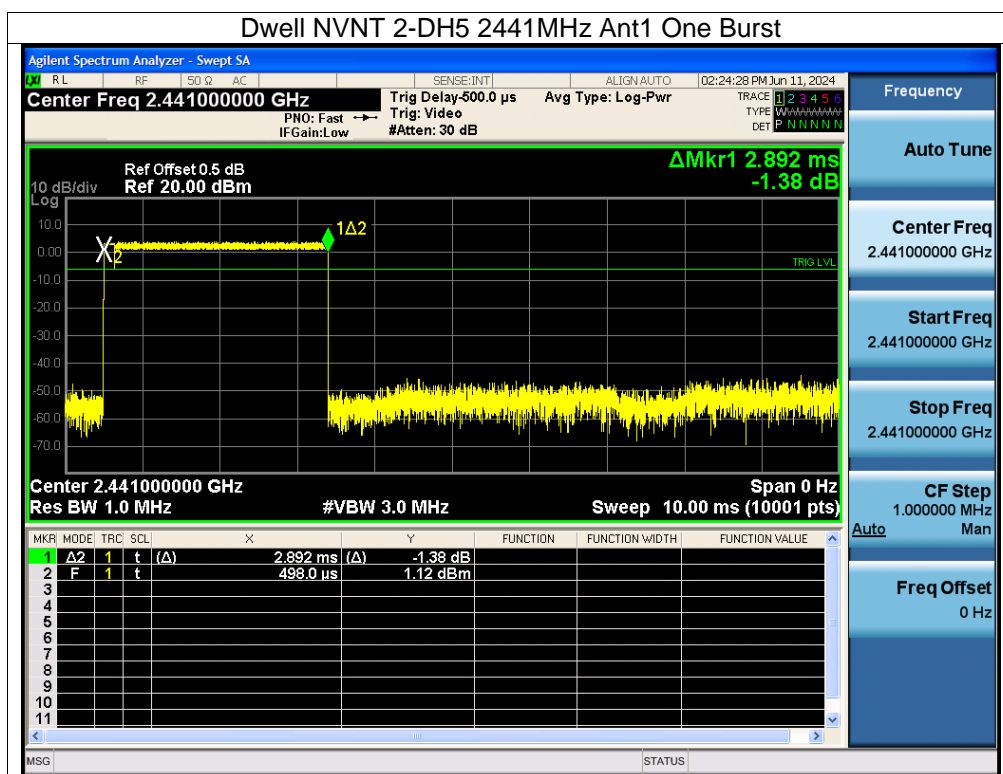 Dwell NVNT 2-DH5 2441MHz Ant1 One Burst
Agilent Spectrum Analyzer - Swept SA
LXI RL RF 50 Ω AC SENSE:INT ALIGN AUTO 02:24:28 PM Jun 11, 2024
Center Freq 2.441000000 GHz
PNO: Fast
IFGain:Low
Trig Delay-500.0 µs
Trig: Video
#Atten: 30 dB
Avg Type: Log-Pwr
TRACE 1 2 3 4 5 6
TYPE WWWWWW
DET P N N N N N
Frequency
Auto Tune
Center Freq
2.441000000 GHz
Start Freq
2.441000000 GHz
Stop Freq
2.441000000 GHz
CF Step
1.000000 MHz
Auto Man
Freq Offset
0 Hz
ΔMkr1 2.892 ms
-1.38 dB
Ref Offset 0.5 dB
10 dB/div Ref 20.00 dBm
Log
10.0
0.00
-10.0
-20.0
-30.0
-40.0
-50.0
-60.0
-70.0
1Δ2
2
TRIG LVL
Center 2.441000000 GHz Span 0 Hz
Res BW 1.0 MHz #VBW 3.0 MHz Sweep 10.00 ms (10001 pts)
MKR MODE TRC SCL X Y FUNCTION FUNCTION WIDTH FUNCTION VALUE
1 Δ2 1 t (Δ) 2.892 ms (Δ) -1.38 dB
2 F 1 t 498.0 µs 1.12 dBm
3
4
5
6
7
8
9
10
11
MSG STATUS